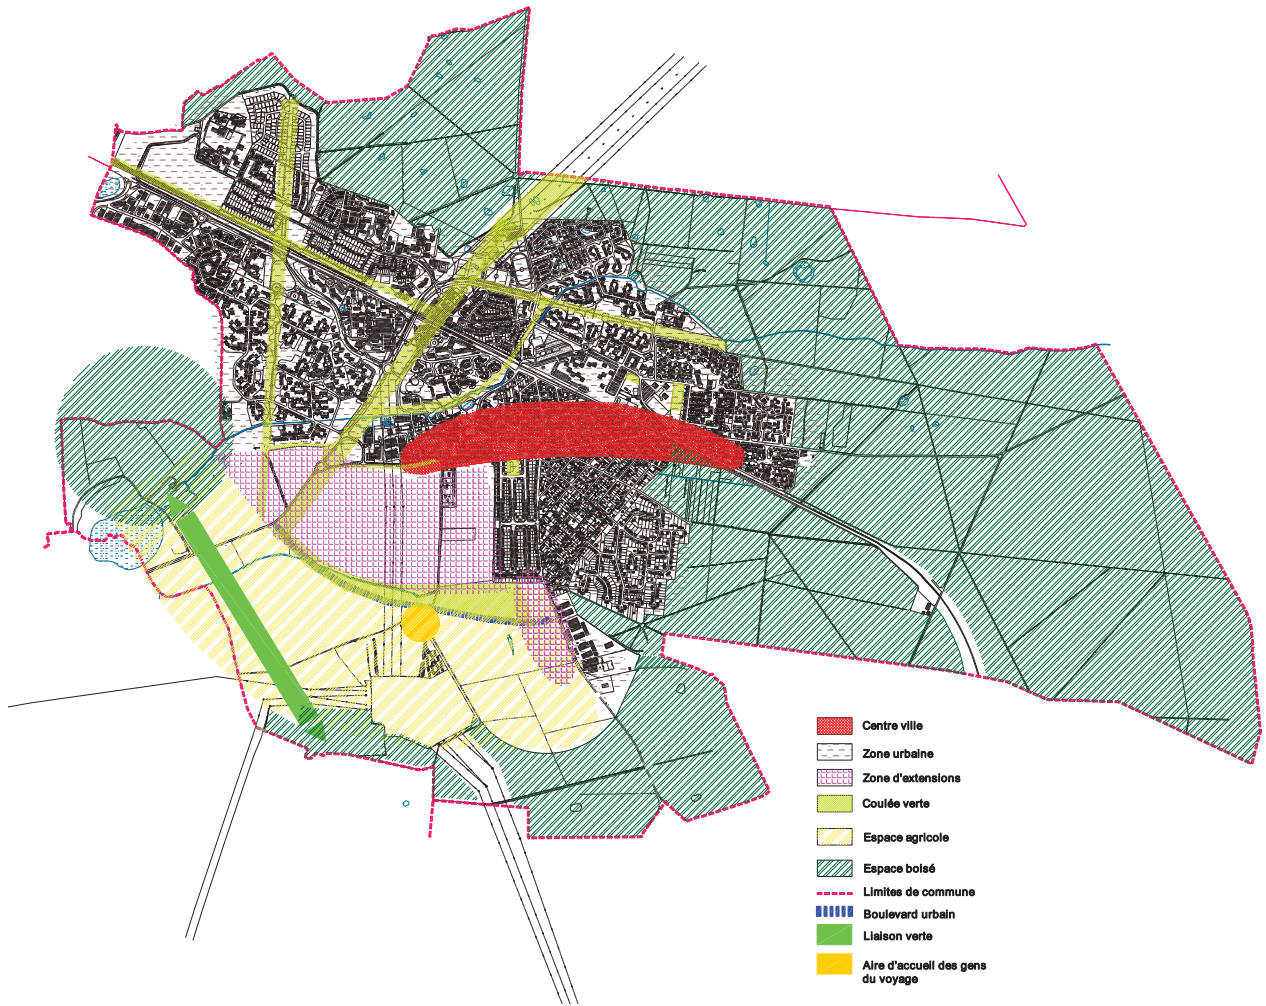 Centre ville
Zone urbaine
Zone d'extensions
Coulée verte
Espace agricole
Espace boisé
Limites de commune
Boulevard urbain
Liaison verte
Aire d'accueil des gens
du voyage